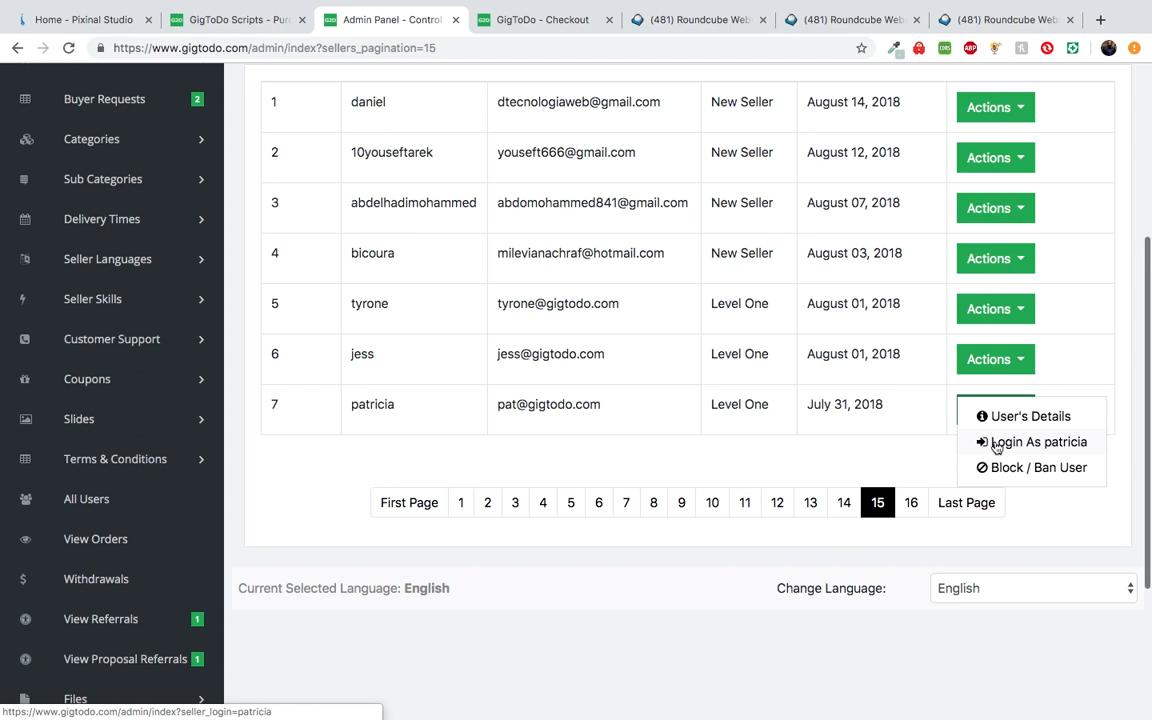 Home - Pixinal Studio
GigToDo Scripts - Pur
Admin Panel - Control
GigToDo - Checkout
(481) Roundcube Web
(481) Roundcube Web
(481) Roundcube Web
https://www.gigtodo.com/admin/index?sellers_pagination=15
Buyer Requests 2
Categories
Sub Categories
Delivery Times
Seller Languages
Seller Skills
Customer Support
Coupons
Slides
Terms & Conditions
All Users
View Orders
Withdrawals
View Referrals 1
View Proposal Referrals 1
Files
1 daniel dtecnologiaweb@gmail.com New Seller August 14, 2018 Actions
2 10youseftarek youseft666@gmail.com New Seller August 12, 2018 Actions
3 abdelhadimohammed abdomohammed841@gmail.com New Seller August 07, 2018 Actions
4 bicoura milevianachraf@hotmail.com New Seller August 03, 2018 Actions
5 tyrone tyrone@gigtodo.com Level One August 01, 2018 Actions
6 jess jess@gigtodo.com Level One August 01, 2018 Actions
7 patricia pat@gigtodo.com Level One July 31, 2018
User's Details
Login As patricia
Block / Ban User
First Page 1 2 3 4 5 6 7 8 9 10 11 12 13 14 15 16 Last Page
Current Selected Language: English Change Language: English
https://www.gigtodo.com/admin/index?seller_login=patricia